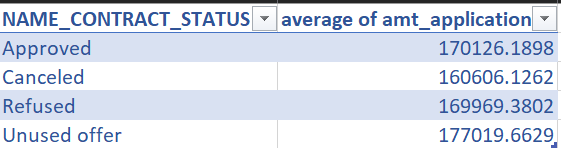 NAME_CONTRACT_STATUS average of amt_application
Approved 170126.1898
Canceled 160606.1262
Refused 169969.3802
Unused offer 177019.6629